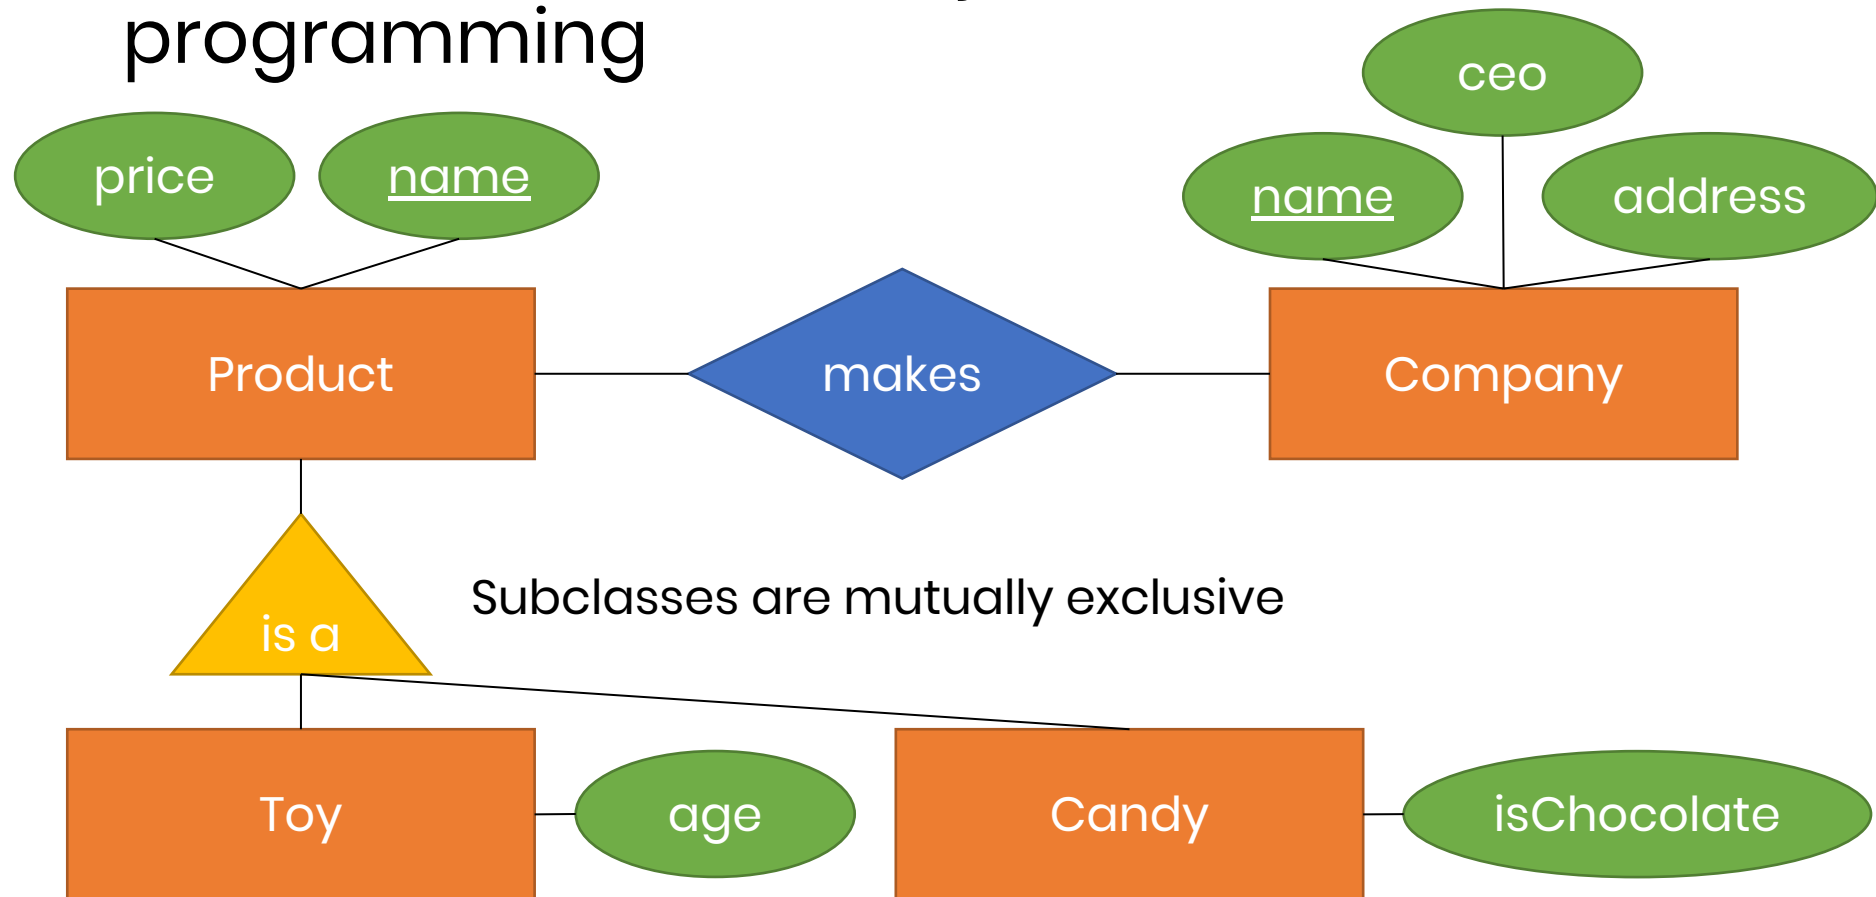 programming
ceo
price
name
name
address
Product
makes
Company
Subclasses are mutually exclusive
is a
Toy
age
Candy
isChocolate